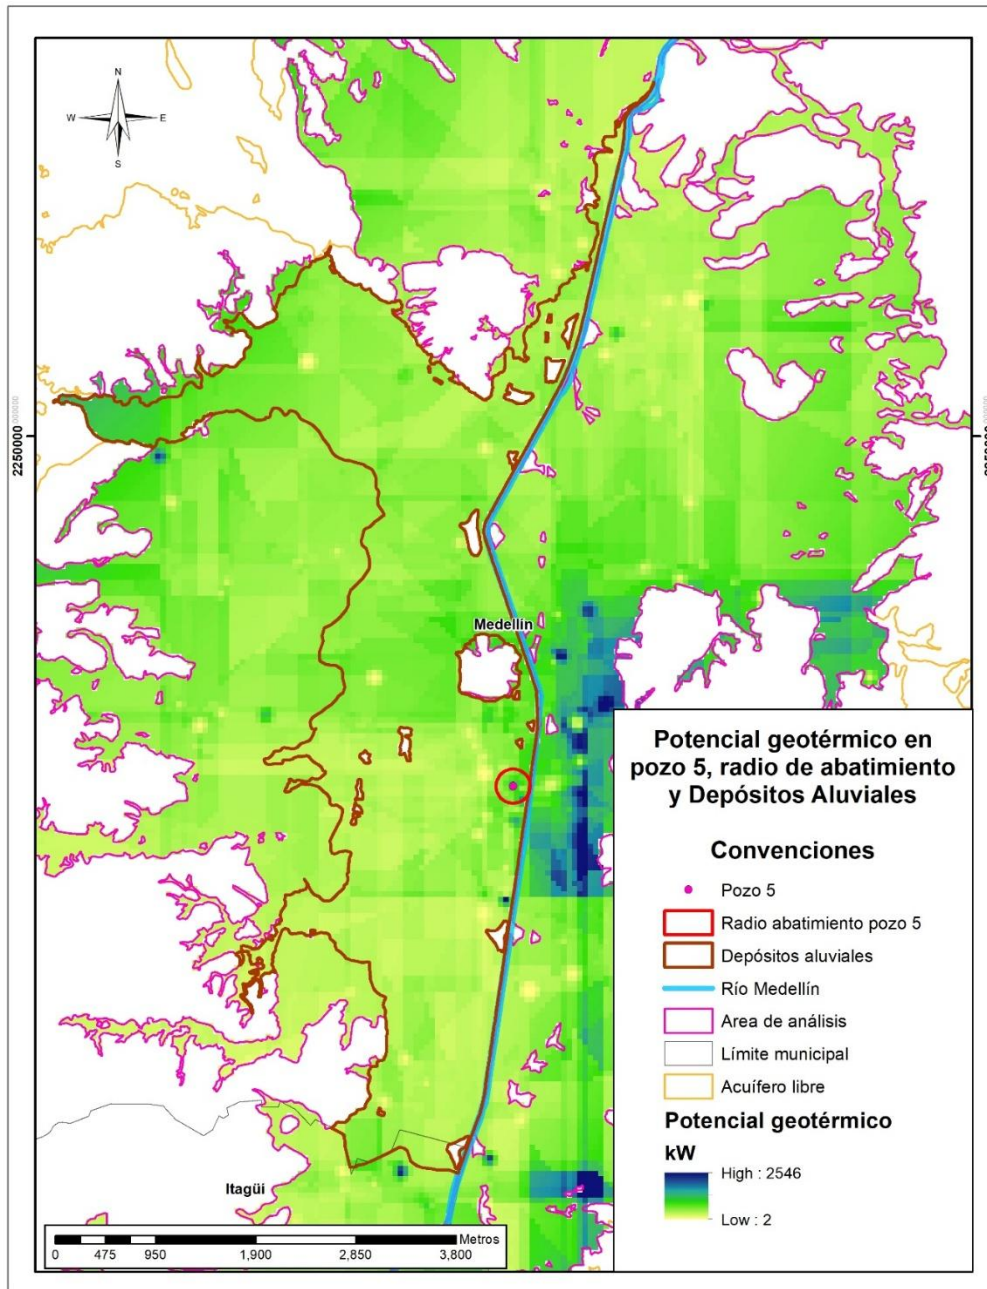 N
W
E
S
2250000,000000
Medellín
Itagüi
0
475
950
1,900
2,850
3,800
Metros
Potencial geotérmico en
pozo 5, radio de abatimiento
y Depósitos Aluviales
Convenciones
Pozo 5
Radio abatimiento pozo 5
Depósitos aluviales
Río Medellín
Area de análisis
Límite municipal
Acuífero libre
Potencial geotérmico
kW
High : 2546
Low : 2